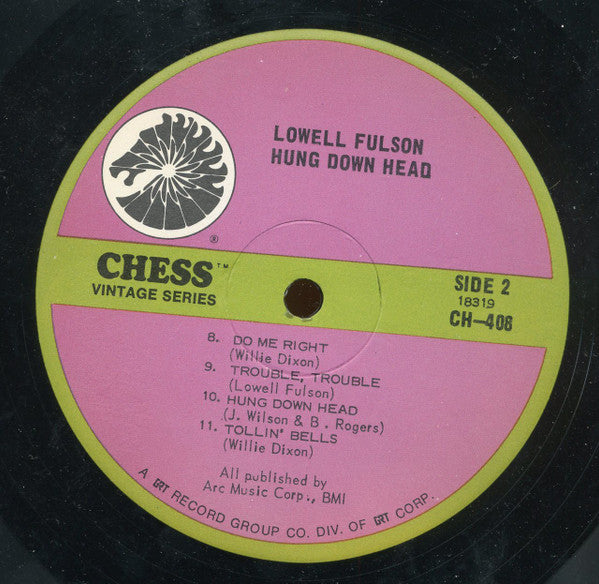 LOWELL FULSON
HUNG DOWN HEAD
®
CHESS™
VINTAGE SERIES
SIDE 2
18319
CH-408
8. DO ME RIGHT
(Willie Dixon)
9. TROUBLE, TROUBLE
(Lowell Fulson)
10. HUNG DOWN HEAD
(J. Wilson & B. Rogers)
11. TOLLIN' BELLS
(Willie Dixon)
All published by
Arc Music Corp., BMI
A GRT RECORD GROUP CO. DIV. OF GRT CORP.